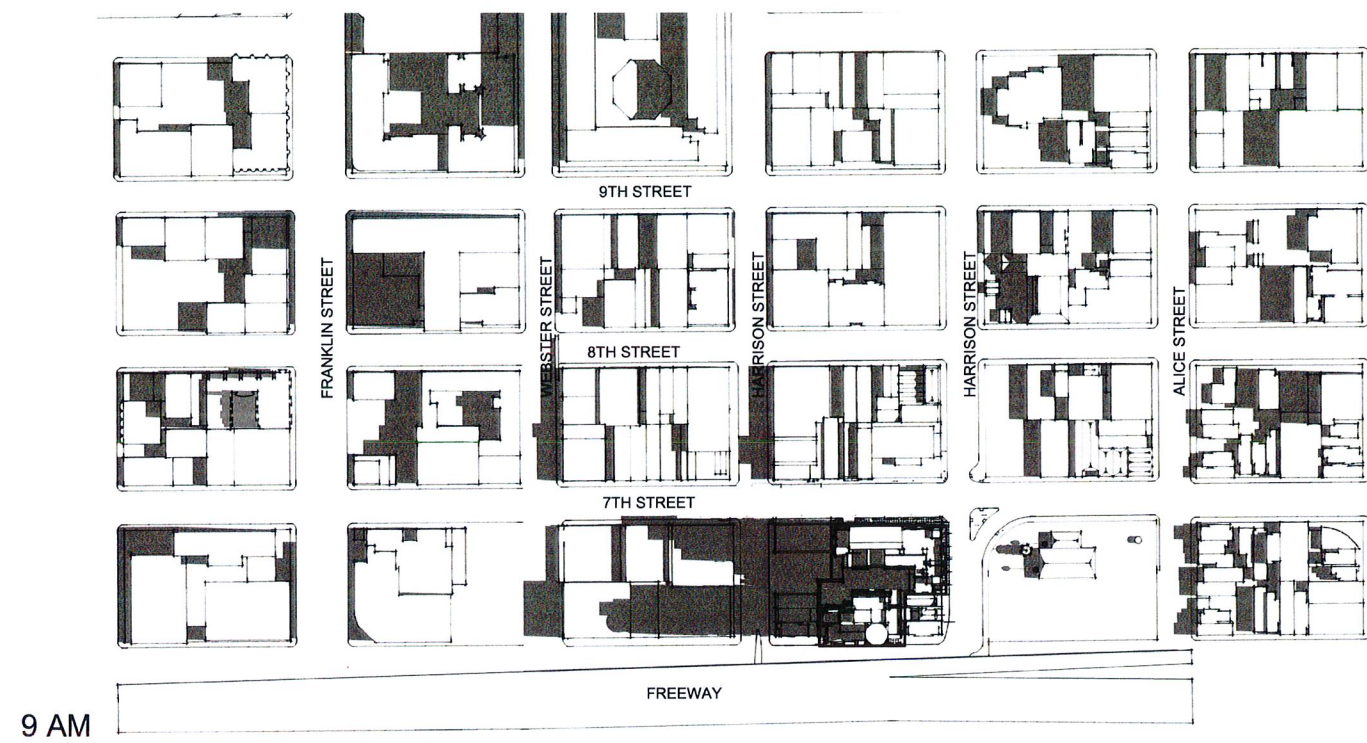 9TH STREET
FRANKLIN STREET
WEBSTER STREET
HARRISON STREET
HARRISON STREET
ALICE STREET
8TH STREET
7TH STREET
FREEWAY
9 AM